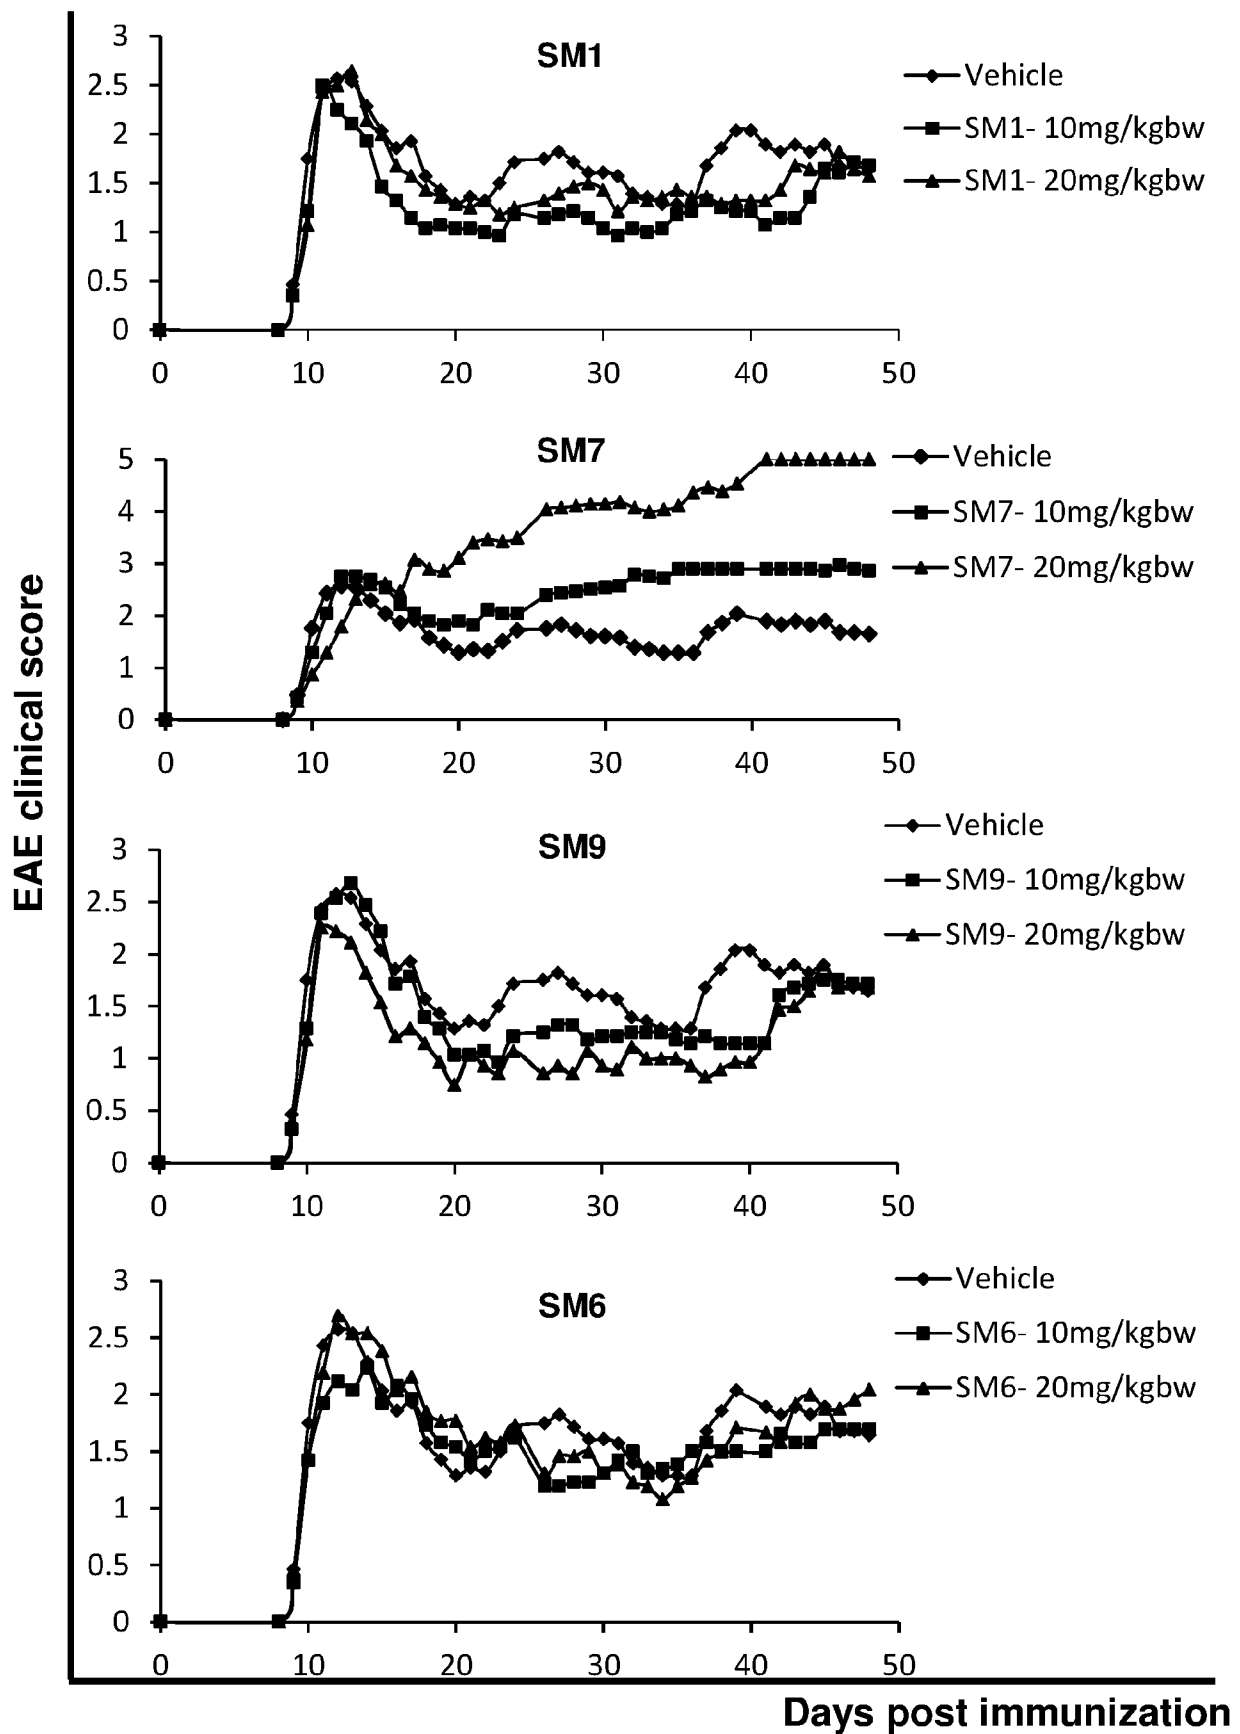 SM1
3
2.5
2
1.5
1
0.5
0
0 10 20 30 40 50
Vehicle
SM1- 10mg/kgbw
SM1- 20mg/kgbw
SM7
5
4
3
2
1
0
0 10 20 30 40 50
Vehicle
SM7- 10mg/kgbw
SM7- 20mg/kgbw
EAE clinical score
SM9
3
2.5
2
1.5
1
0.5
0
0 10 20 30 40 50
Vehicle
SM9- 10mg/kgbw
SM9- 20mg/kgbw
SM6
3
2.5
2
1.5
1
0.5
0
0 10 20 30 40 50
Vehicle
SM6- 10mg/kgbw
SM6- 20mg/kgbw
Days post immunization